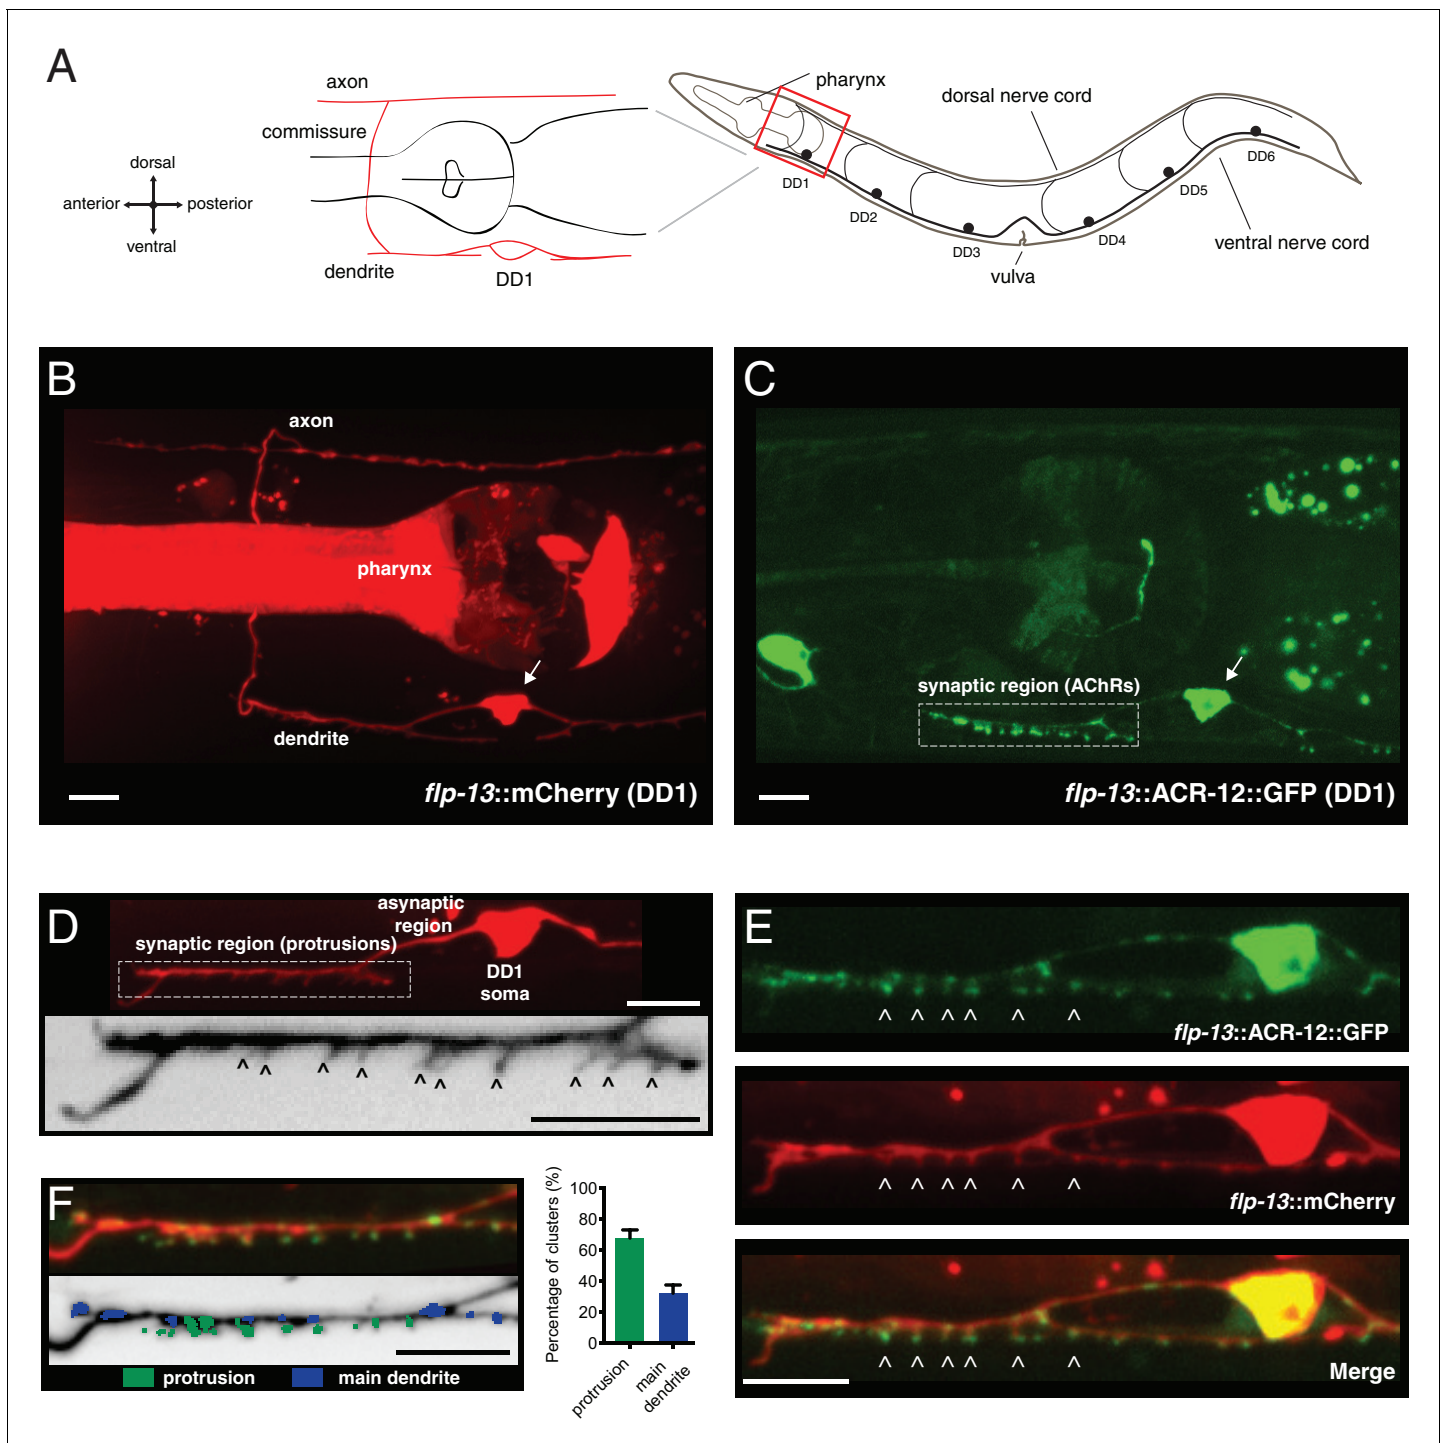 A
axon
commissure
dorsal
anterior
posterior
ventral
dendrite
DD1
pharynx
dorsal nerve cord
DD1
DD2
DD3
DD4
DD5
DD6
vulva
ventral nerve cord
B
axon
pharynx
dendrite
flp-13::mCherry (DD1)
C
synaptic region (AChRs)
flp-13::ACR-12::GFP (DD1)
D
asynaptic
region
synaptic region (protrusions)
DD1
soma
^ ^ ^ ^ ^ ^ ^ ^ ^ ^
E
^ ^ ^ ^ ^ ^
flp-13::ACR-12::GFP
^ ^ ^ ^ ^ ^
flp-13::mCherry
^ ^ ^ ^ ^ ^
Merge
F
protrusion
main dendrite
Percentage of clusters (%)
100
80
60
40
20
0
protrusion
main
dendrite